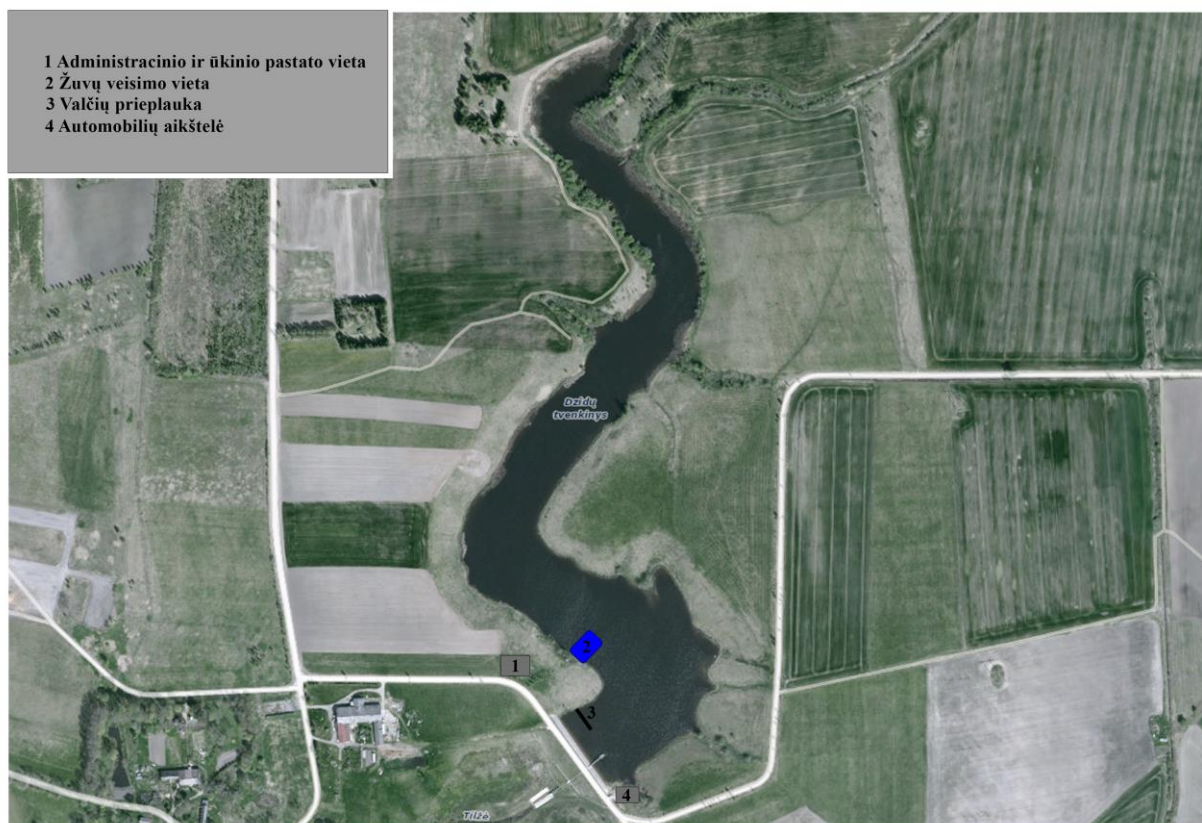 1 Administracinio ir ūkinio pastato vieta
2 Žuvų veisimo vieta
3 Valčių prieplauka
4 Automobilių aikštelė
Dzidų
tvenkinys
2
1
3
4
Tilžė